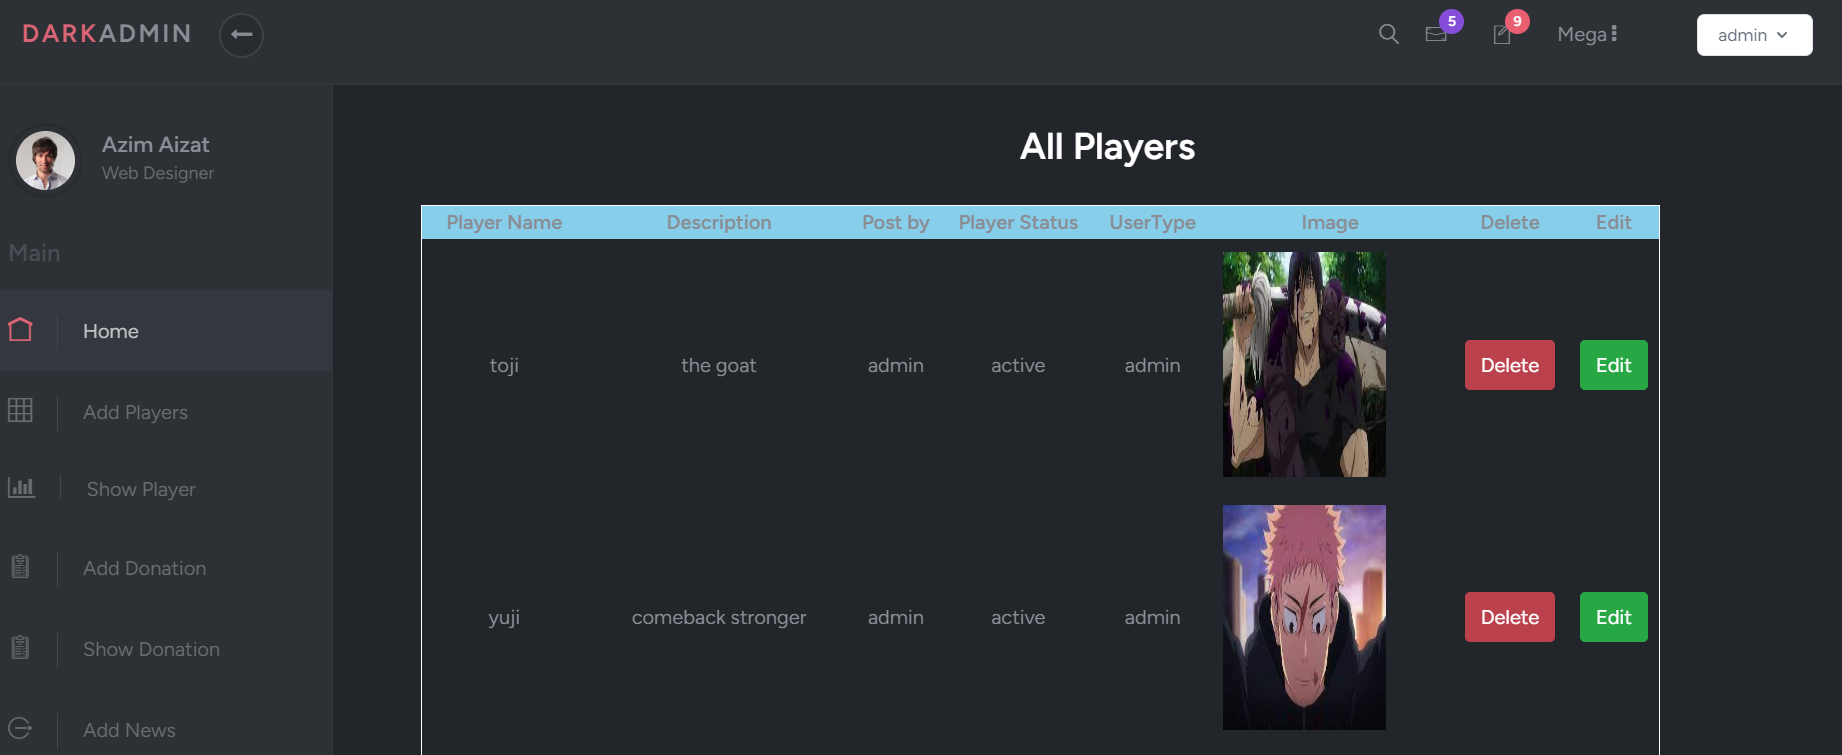 DARKADMIN
5
9
Mega
admin
Azim Aizat
Web Designer
Main
Home
Add Players
Show Player
Add Donation
Show Donation
Add News
All Players
Player Name Description Post by Player Status UserType Image Delete Edit
toji the goat admin active admin Delete Edit
yuji comeback stronger admin active admin Delete Edit